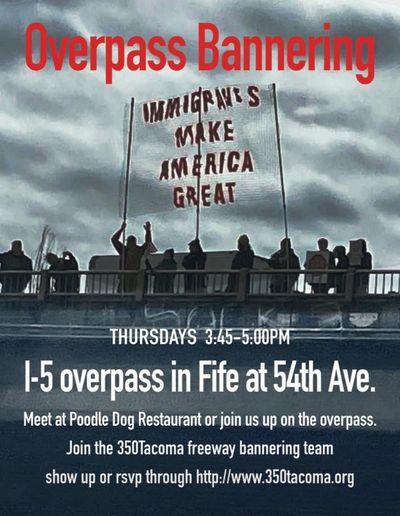 Overpass Bannering
IMMIGRANTS
MAKE
AMERICA
GREAT
THURSDAYS 3:45-5:00PM
I-5 overpass in Fife at 54th Ave.
Meet at Poodle Dog Restaurant or join us up on the overpass.
Join the 350Tacoma freeway bannering team
show up or rsvp through http://www.350tacoma.org